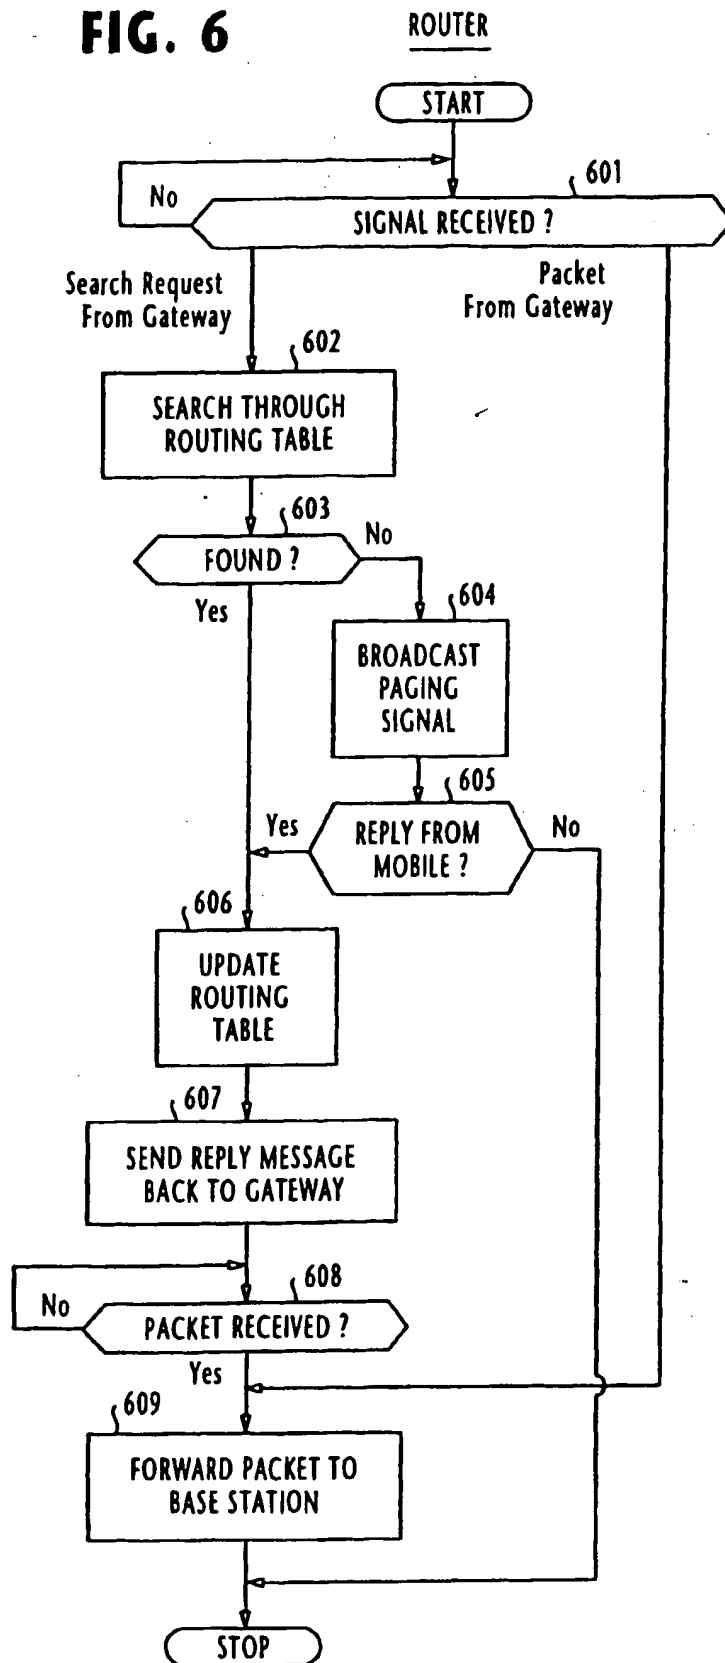 FIG. 6
ROUTER
START
601
No
SIGNAL RECEIVED ?
Search Request
From Gateway
Packet
From Gateway
602
SEARCH THROUGH
ROUTING TABLE
603
FOUND ?
No
Yes
604
BROADCAST
PAGING
SIGNAL
605
Yes
REPLY FROM
MOBILE ?
No
606
UPDATE
ROUTING
TABLE
607
SEND REPLY MESSAGE
BACK TO GATEWAY
608
No
PACKET RECEIVED ?
Yes
609
FORWARD PACKET TO
BASE STATION
STOP